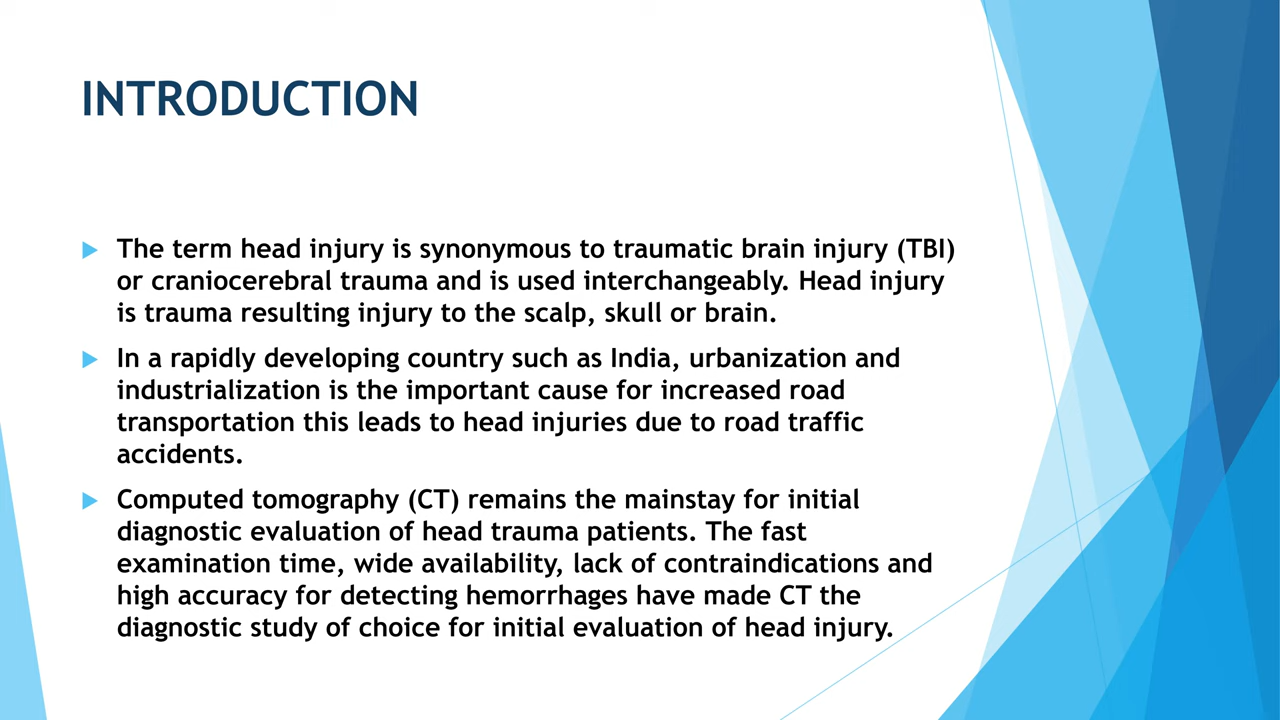 INTRODUCTION
The term head injury is synonymous to traumatic brain injury (TBI)
or craniocerebral trauma and is used interchangeably. Head injury
is trauma resulting injury to the scalp, skull or brain.
In a rapidly developing country such as India, urbanization and
industrialization is the important cause for increased road
transportation this leads to head injuries due to road traffic
accidents.
Computed tomography (CT) remains the mainstay for initial
diagnostic evaluation of head trauma patients. The fast
examination time, wide availability, lack of contraindications and
high accuracy for detecting hemorrhages have made CT the
diagnostic study of choice for initial evaluation of head injury.